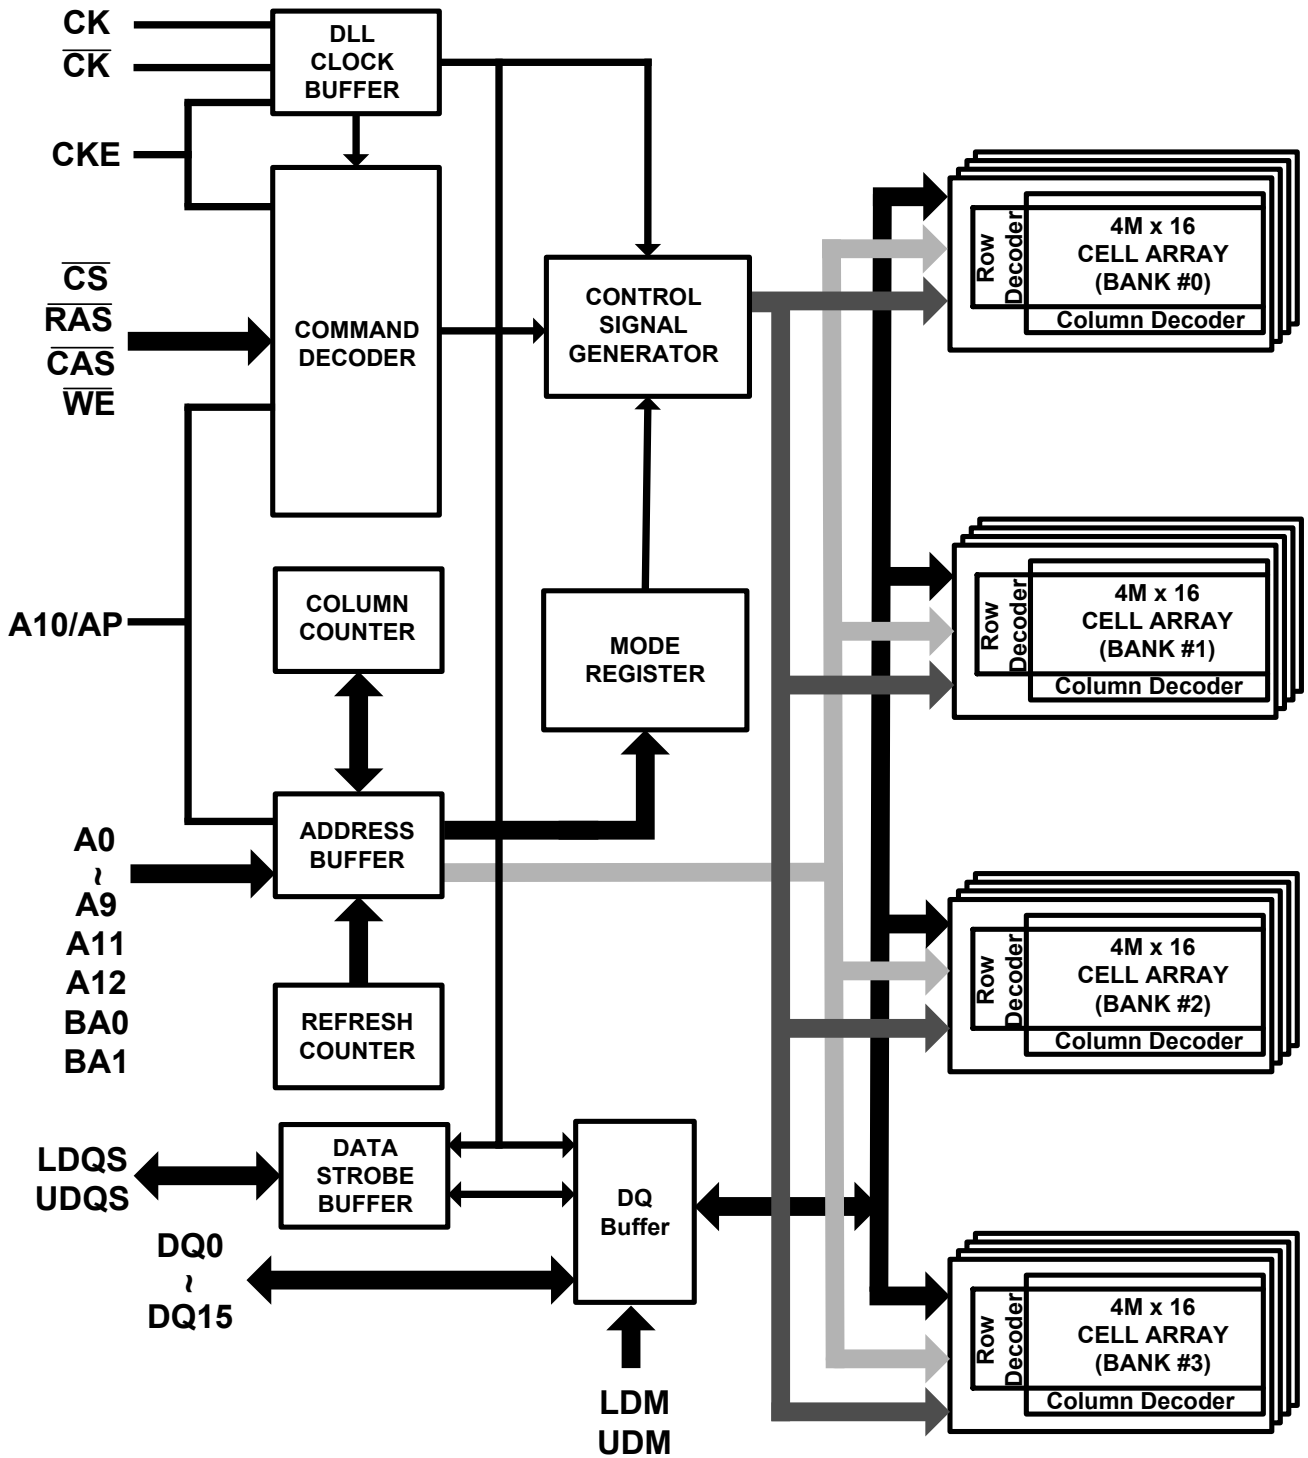 CK
CK
CKE
CS
RAS
CAS
WE
A10/AP
A0
~
A9
A11
A12
BA0
BA1
LDQS
UDQS
DQ0
~
DQ15
DLL
CLOCK
BUFFER
COMMAND
DECODER
COLUMN
COUNTER
ADDRESS
BUFFER
REFRESH
COUNTER
DATA
STROBE
BUFFER
CONTROL
SIGNAL
GENERATOR
MODE
REGISTER
DQ
Buffer
LDM
UDM
Row
Decoder
4M x 16
CELL ARRAY
(BANK #0)
Column Decoder
Row
Decoder
4M x 16
CELL ARRAY
(BANK #1)
Column Decoder
Row
Decoder
4M x 16
CELL ARRAY
(BANK #2)
Column Decoder
Row
Decoder
4M x 16
CELL ARRAY
(BANK #3)
Column Decoder